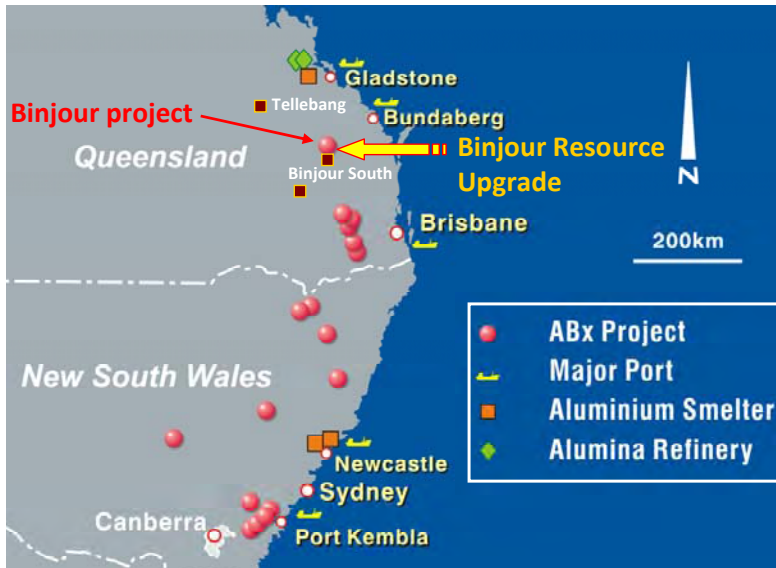 Gladstone
Tellebang
Binjour project
Bundaberg
Queensland
Binjour Resource
Upgrade
Binjour South
N
Brisbane
200km
ABx Project
New South Wales
Major Port
Aluminium Smelter
Alumina Refinery
Newcastle
Sydney
Canberra
Port Kembla